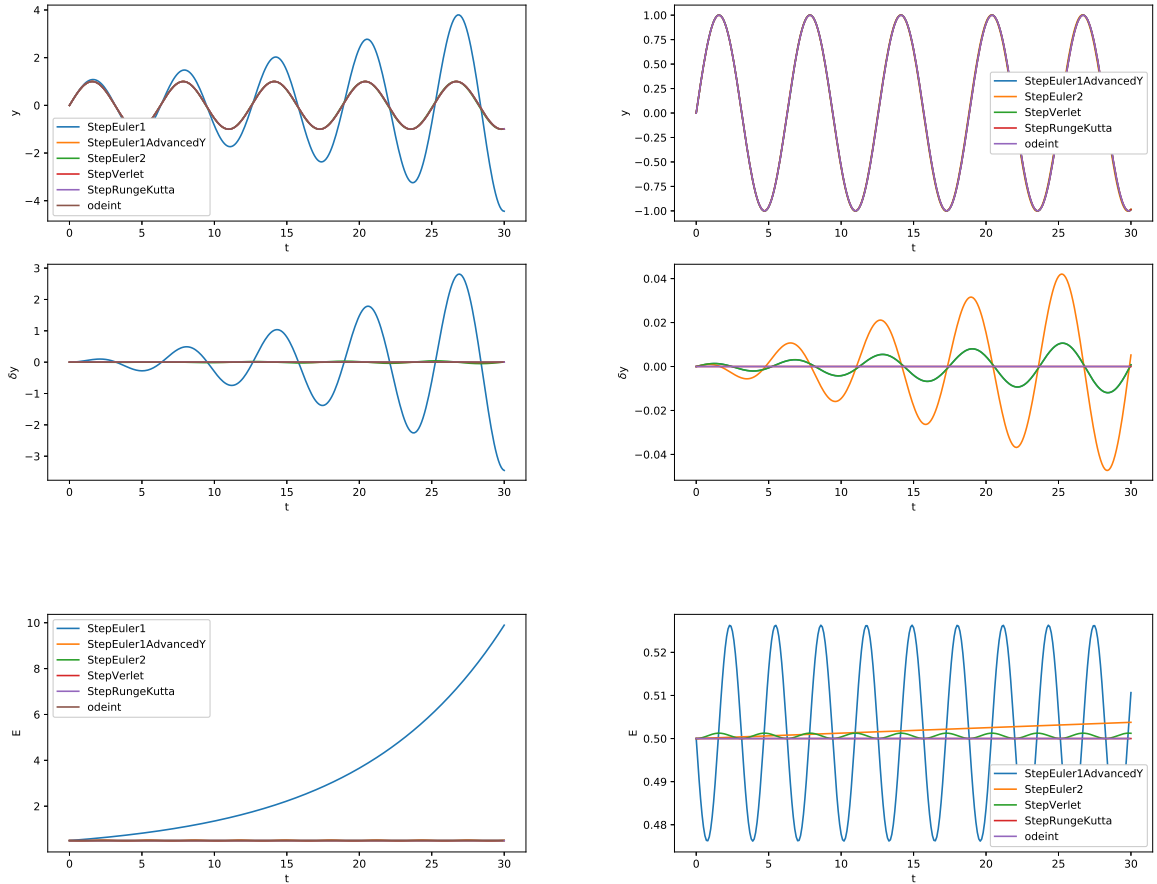 4
2
0
−2
−4
y
StepEuler1
StepEuler1AdvancedY
StepEuler2
StepVerlet
StepRungeKutta
odeint
0 5 10 15 20 25 30
t
1.00
0.75
0.50
0.25
0.00
−0.25
−0.50
−0.75
−1.00
y
StepEuler1AdvancedY
StepEuler2
StepVerlet
StepRungeKutta
odeint
0 5 10 15 20 25 30
t
3
2
1
0
−1
−2
−3
δy
0 5 10 15 20 25 30
t
0.04
0.02
0.00
−0.02
−0.04
δy
0 5 10 15 20 25 30
t
10
8
6
4
2
E
StepEuler1
StepEuler1AdvancedY
StepEuler2
StepVerlet
StepRungeKutta
odeint
0 5 10 15 20 25 30
t
0.52
0.51
0.50
0.49
0.48
E
StepEuler1AdvancedY
StepEuler2
StepVerlet
StepRungeKutta
odeint
0 5 10 15 20 25 30
t